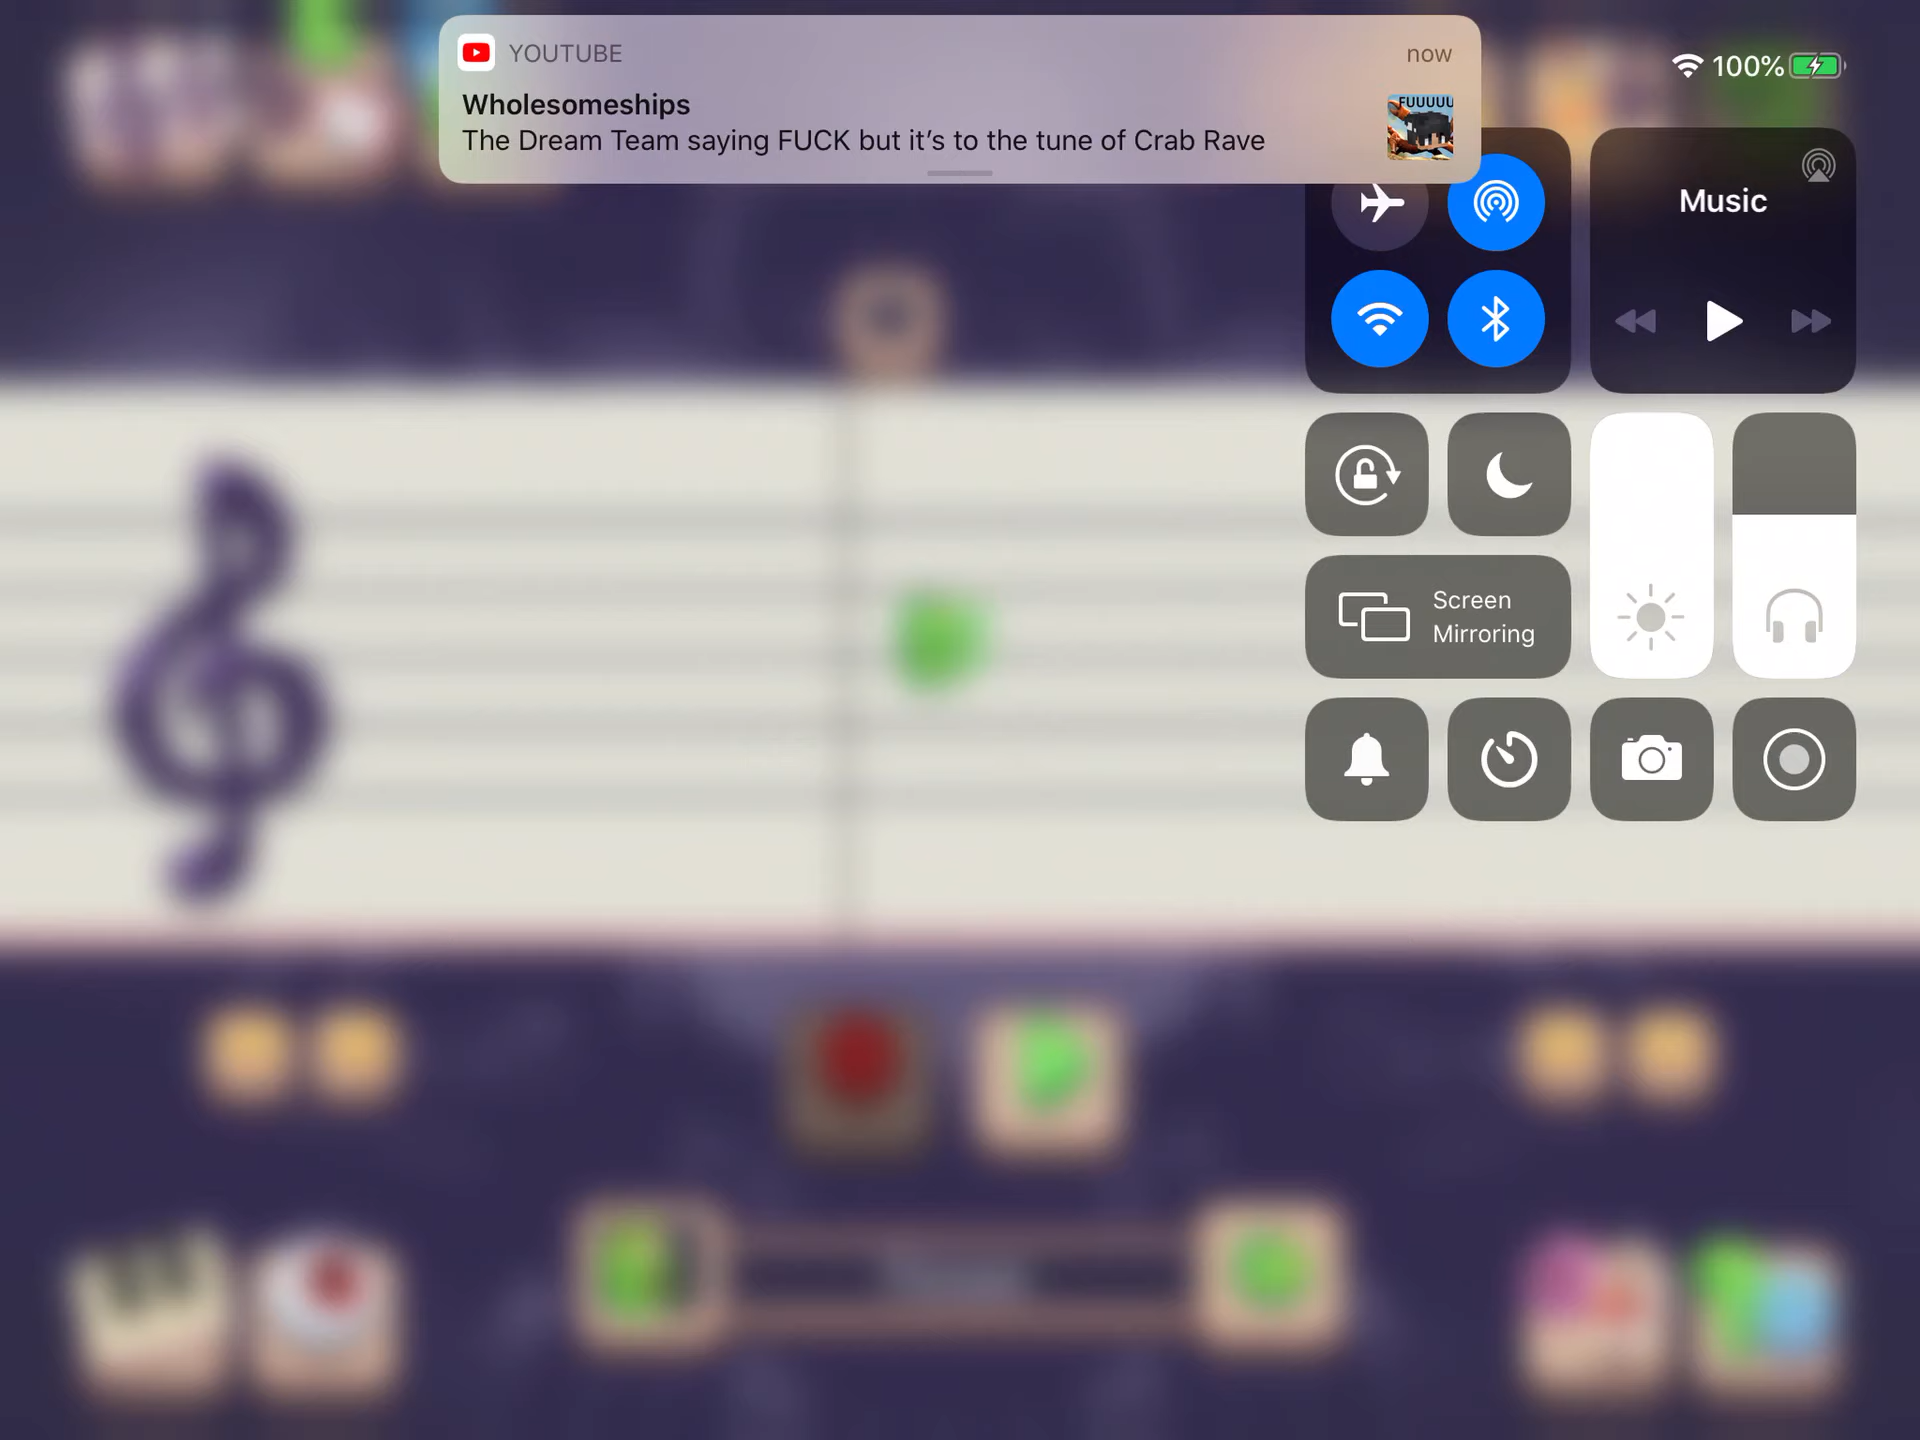 YOUTUBE now
Wholesomeships
The Dream Team saying FUCK but it’s to the tune of Crab Rave
FUUUUU
100%
Music
Screen
Mirroring